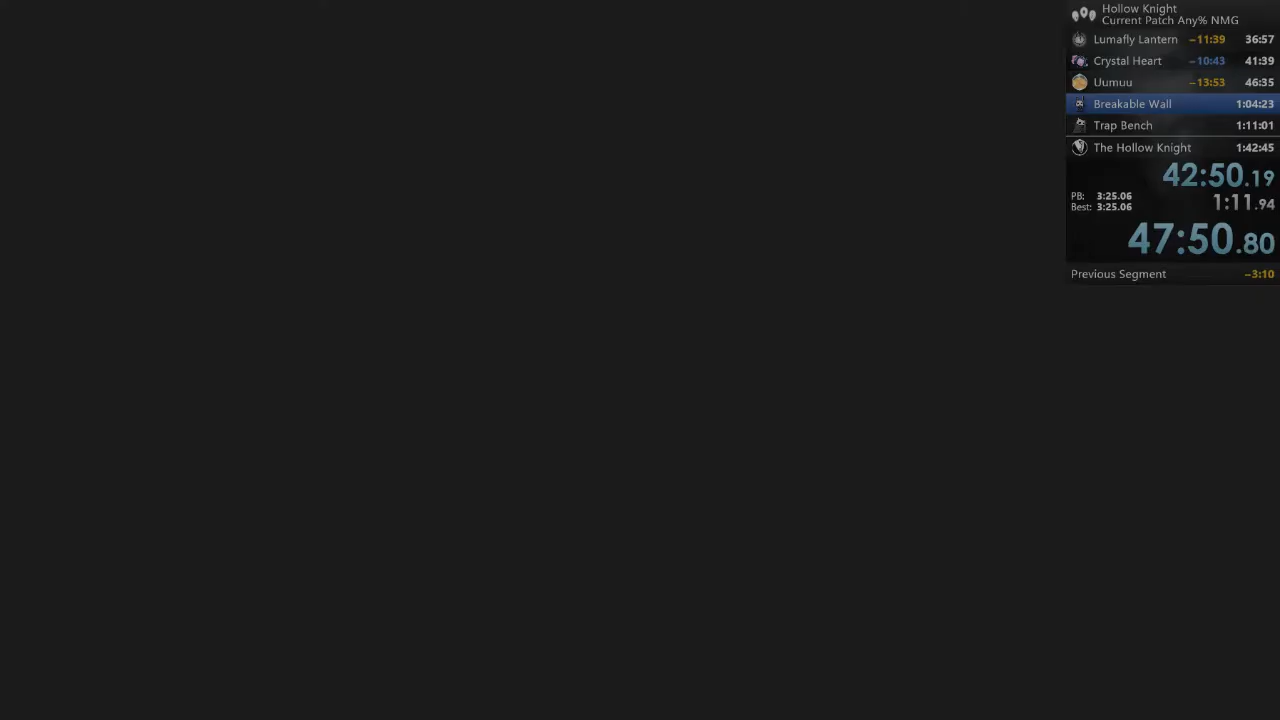 Hollow Knight
Current Patch Any% NMG
Lumafly Lantern −11:39 36:57
Crystal Heart −10:43 41:39
Uumuu −13:53 46:35
Breakable Wall 1:04:23
Trap Bench 1:11:01
The Hollow Knight 1:42:45
42:50.19
PB: 3:25.06
Best: 3:25.06
1:11.94
47:50.80
Previous Segment −3:10